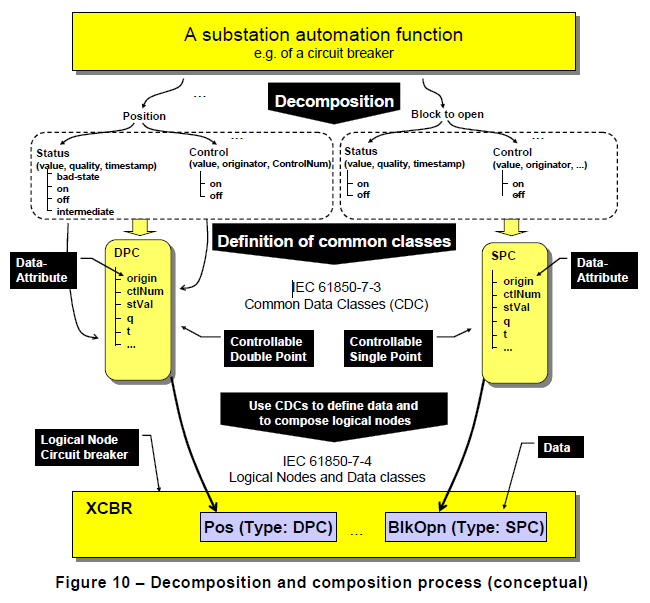 A substation automation function
e.g. of a circuit breaker
...
Decomposition
Position
Block to open
...
...
Status
(value, quality, timestamp)
bad-state
on
off
intermediate
Control
(value, originator, ControlNum)
on
off
Status
(value, quality, timestamp)
on
off
Control
(value, originator, ...)
on
off
Definition of common classes
DPC
SPC
Data-
Attribute
origin
ctlNum
stVal
q
t
...
IEC 61850-7-3
Common Data Classes (CDC)
origin
ctlNum
stVal
q
t
...
Data-
Attribute
Controllable
Double Point
Controllable
Single Point
Use CDCs to define data and
to compose logical nodes
Logical Node
Circuit breaker
IEC 61850-7-4
Logical Nodes and Data classes
Data
XCBR
Pos (Type: DPC)
...
BlkOpn (Type: SPC)
Figure 10 – Decomposition and composition process (conceptual)